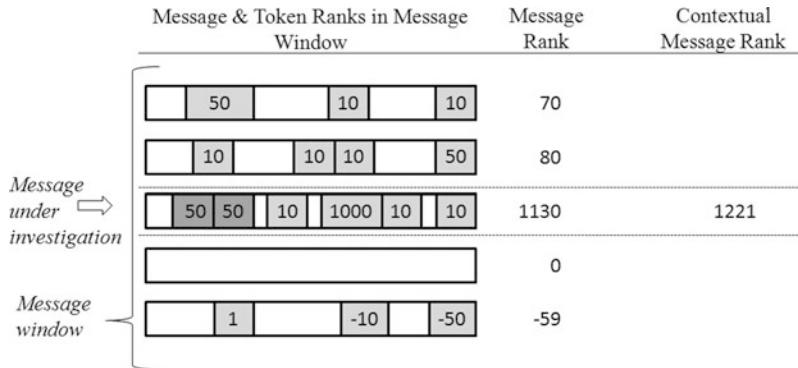 Message & Token Ranks in Message
Window
Message
Rank
Contextual
Message Rank
50 10 10 70
10 10 10 50 80
Message
under
investigation
50 50 10 1000 10 10 1130 1221
0
Message
window
1 -10 -50 -59